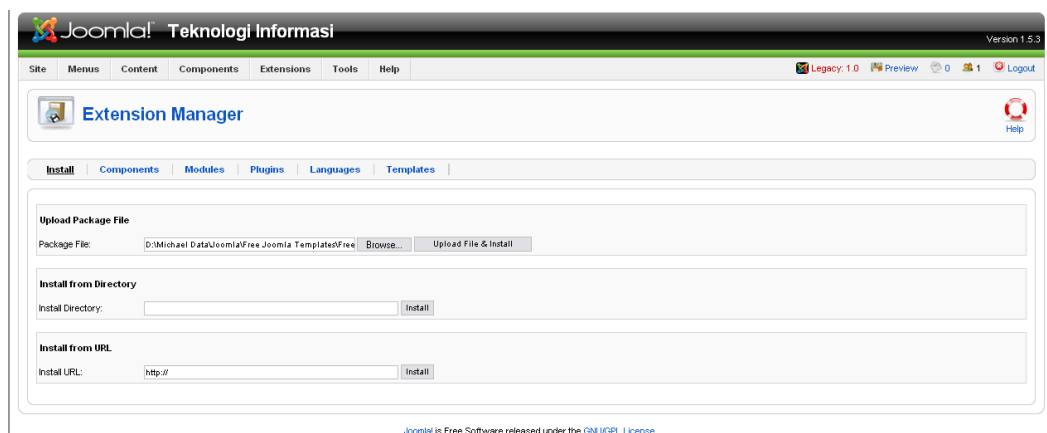 Joomla! Teknologi Informasi
Version 1.5.3
Site Menus Content Components Extensions Tools Help Legacy: 1.0 Preview 0 1 Logout
Extension Manager
Help
Install Components Modules Plugins Languages Templates
Upload Package File
Package File: D:\Michael Data\Joomla\Free Joomla Templates\Free Browse... Upload File & Install
Install from Directory
Install Directory: Install
Install from URL
Install URL: http:// Install
Joomla! is Free Software released under the GNU/GPL License.